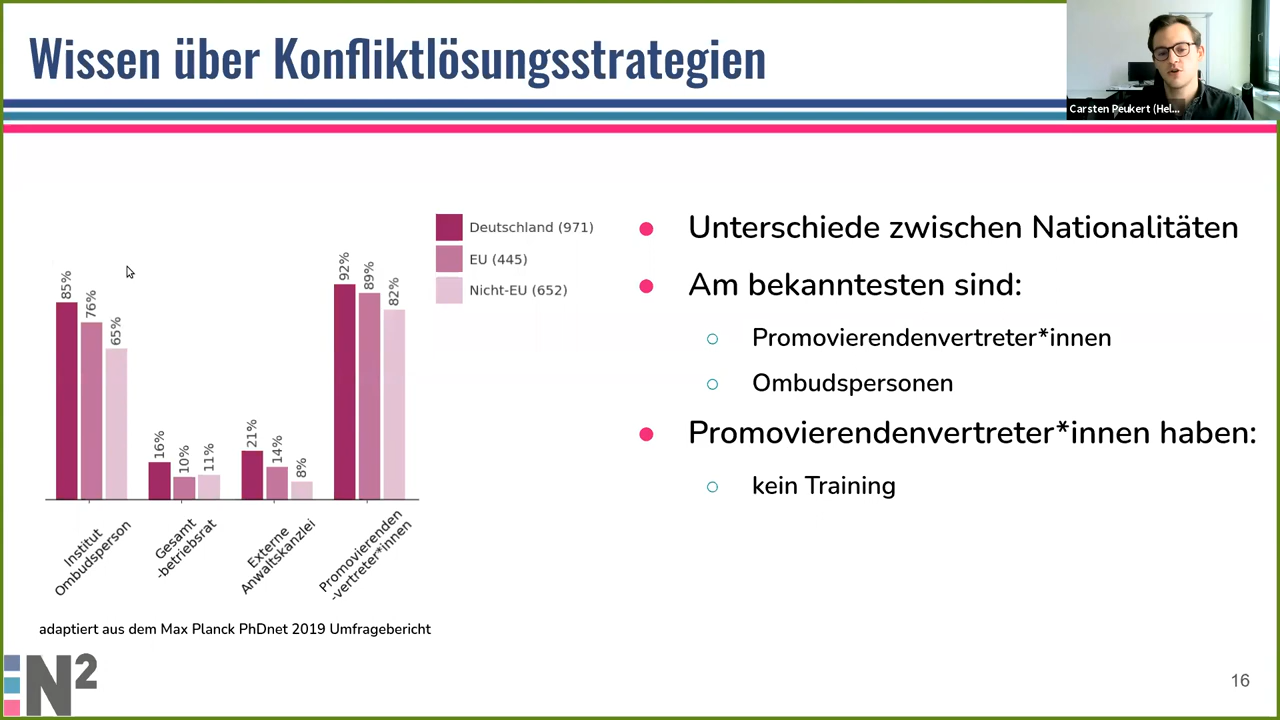 Wissen über Konfliktlösungsstrategien
Carsten Peukert (Hel...
Deutschland (971)
EU (445)
Nicht-EU (652)
85%
76%
65%
16%
10%
11%
21%
14%
8%
92%
89%
82%
Institut
Ombudsperson
Gesamt
-betriebsrat
Externe
Anwaltskanzlei
Promovierenden
-vertreter*innen
adaptiert aus dem Max Planck PhDnet 2019 Umfragebericht
● Unterschiede zwischen Nationalitäten
● Am bekanntesten sind:
○ Promovierendenvertreter*innen
○ Ombudspersonen
● Promovierendenvertreter*innen haben:
○ kein Training
N²
16